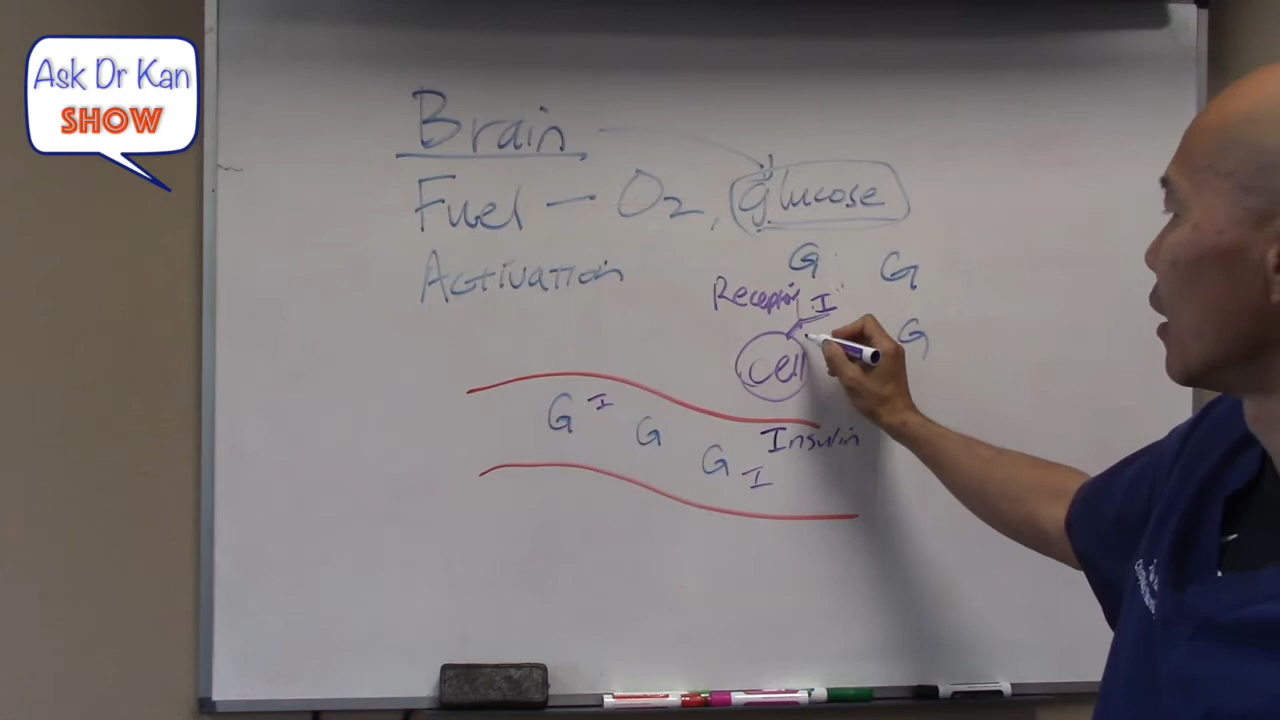 Ask Dr Kan
SHOW
Brain
Fuel — O2, Glucose
Activation
G G
Receptor I
G
Cell
G I G
Insulin
G I